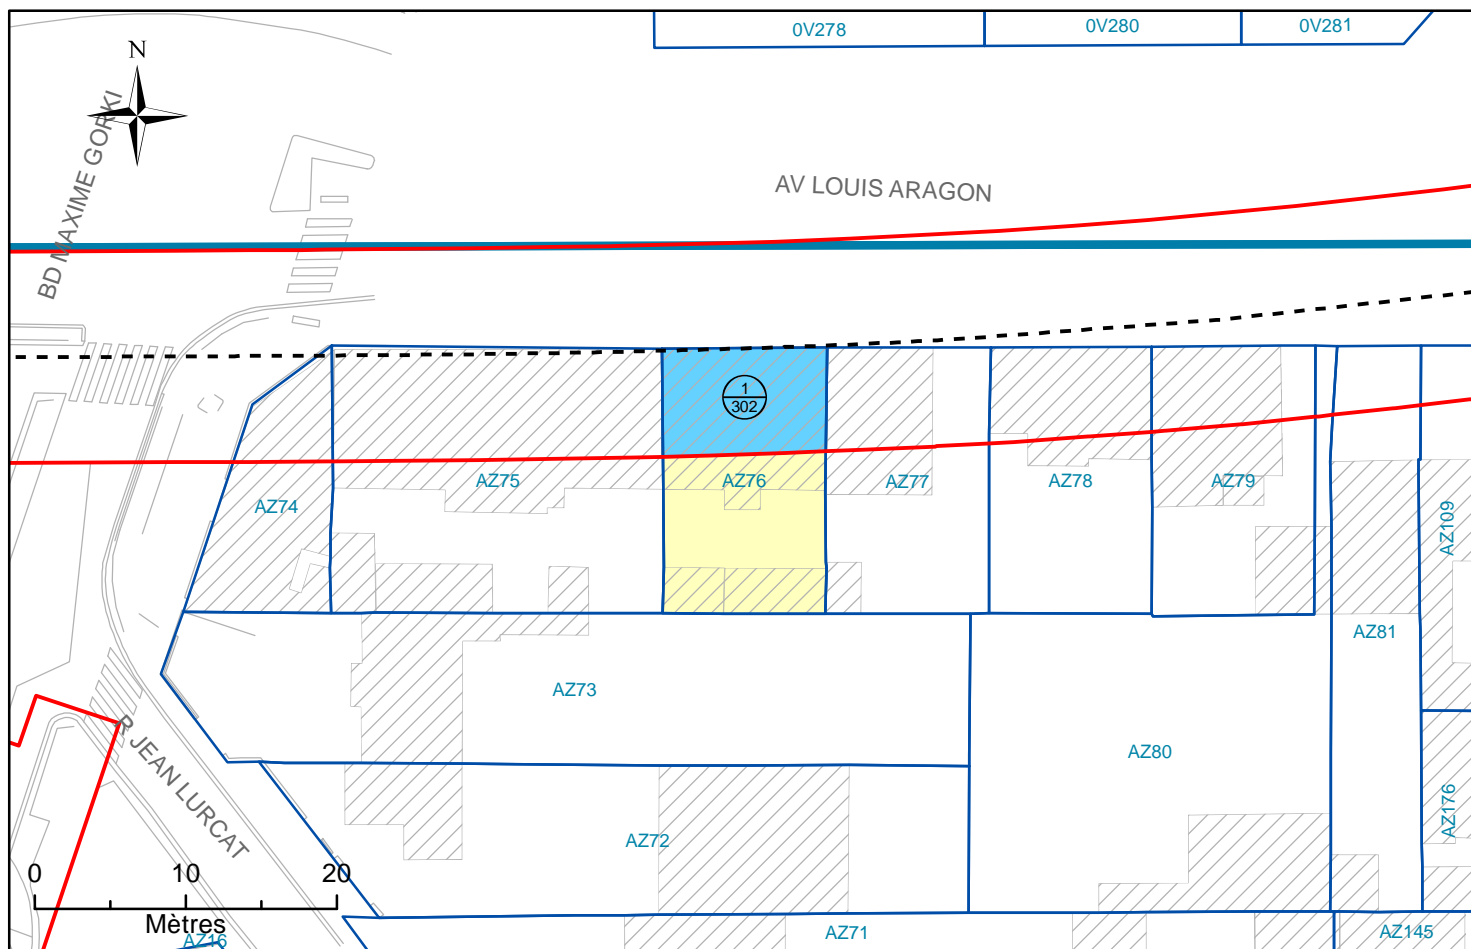 0V278
0V280
0V281
N
BD MAXIME GORKI
AV LOUIS ARAGON
1
302
AZ74
AZ75
AZ76
AZ77
AZ78
AZ79
AZ109
AZ81
AZ73
AZ80
R JEAN LURCAT
AZ72
AZ176
0 10 20
Mètres
AZ16
AZ71
AZ145